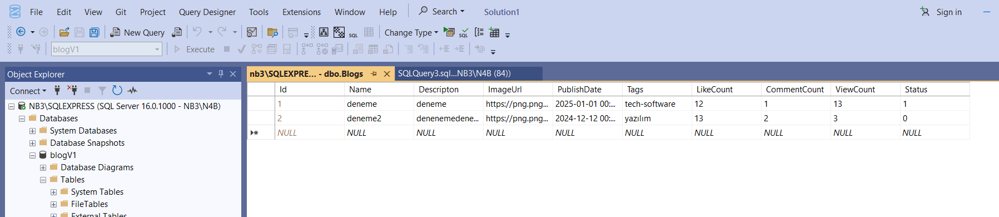 File Edit View Git Project Query Designer Tools Extensions Window Help Search Solution1 Sign in
New Query SQL Change Type SQL
blogV1 Execute
Object Explorer
Connect
NB3\SQLEXPRESS (SQL Server 16.0.1000 - NB3\N4B)
Databases
System Databases
Database Snapshots
blogV1
Database Diagrams
Tables
System Tables
FileTables
External Tables
nb3\SQLEXPRE... - dbo.Blogs SQLQuery3.sql...NB3\N4B (84))
Id Name Descripton ImageUrl PublishDate Tags LikeCount CommentCount ViewCount Status
1 deneme deneme https://png.png... 2025-01-01 00:... tech-software 12 1 13 1
2 deneme2 denenemedene... https://png.png... 2024-12-12 00:... yazılım 13 2 3 0
NULL NULL NULL NULL NULL NULL NULL NULL NULL NULL